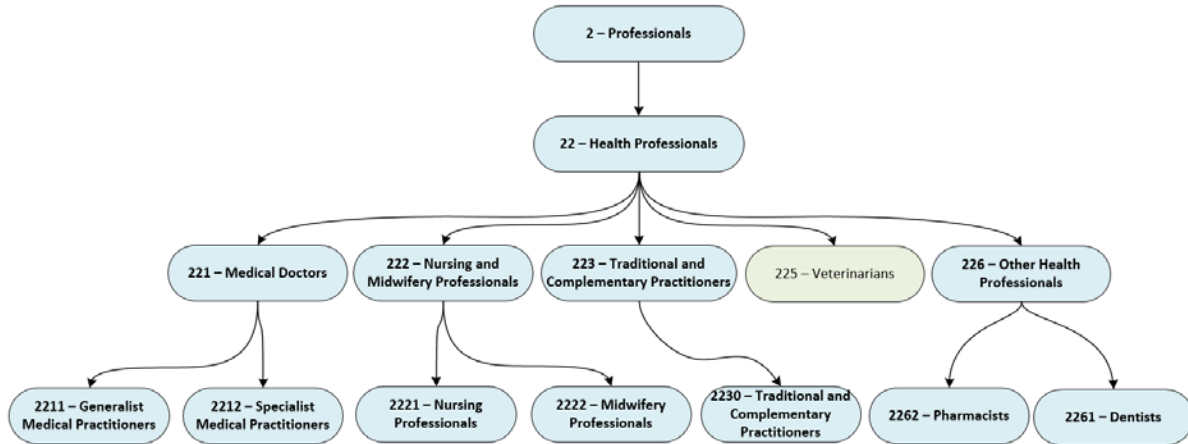 2 – Professionals
22 – Health Professionals
221 – Medical Doctors
222 – Nursing and
Midwifery Professionals
223 – Traditional and
Complementary Practitioners
225 – Veterinarians
226 – Other Health
Professionals
2211 – Generalist
Medical Practitioners
2212 – Specialist
Medical Practitioners
2221 – Nursing
Professionals
2222 – Midwifery
Professionals
2230 – Traditional and
Complementary
Practitioners
2262 – Pharmacists
2261 – Dentists